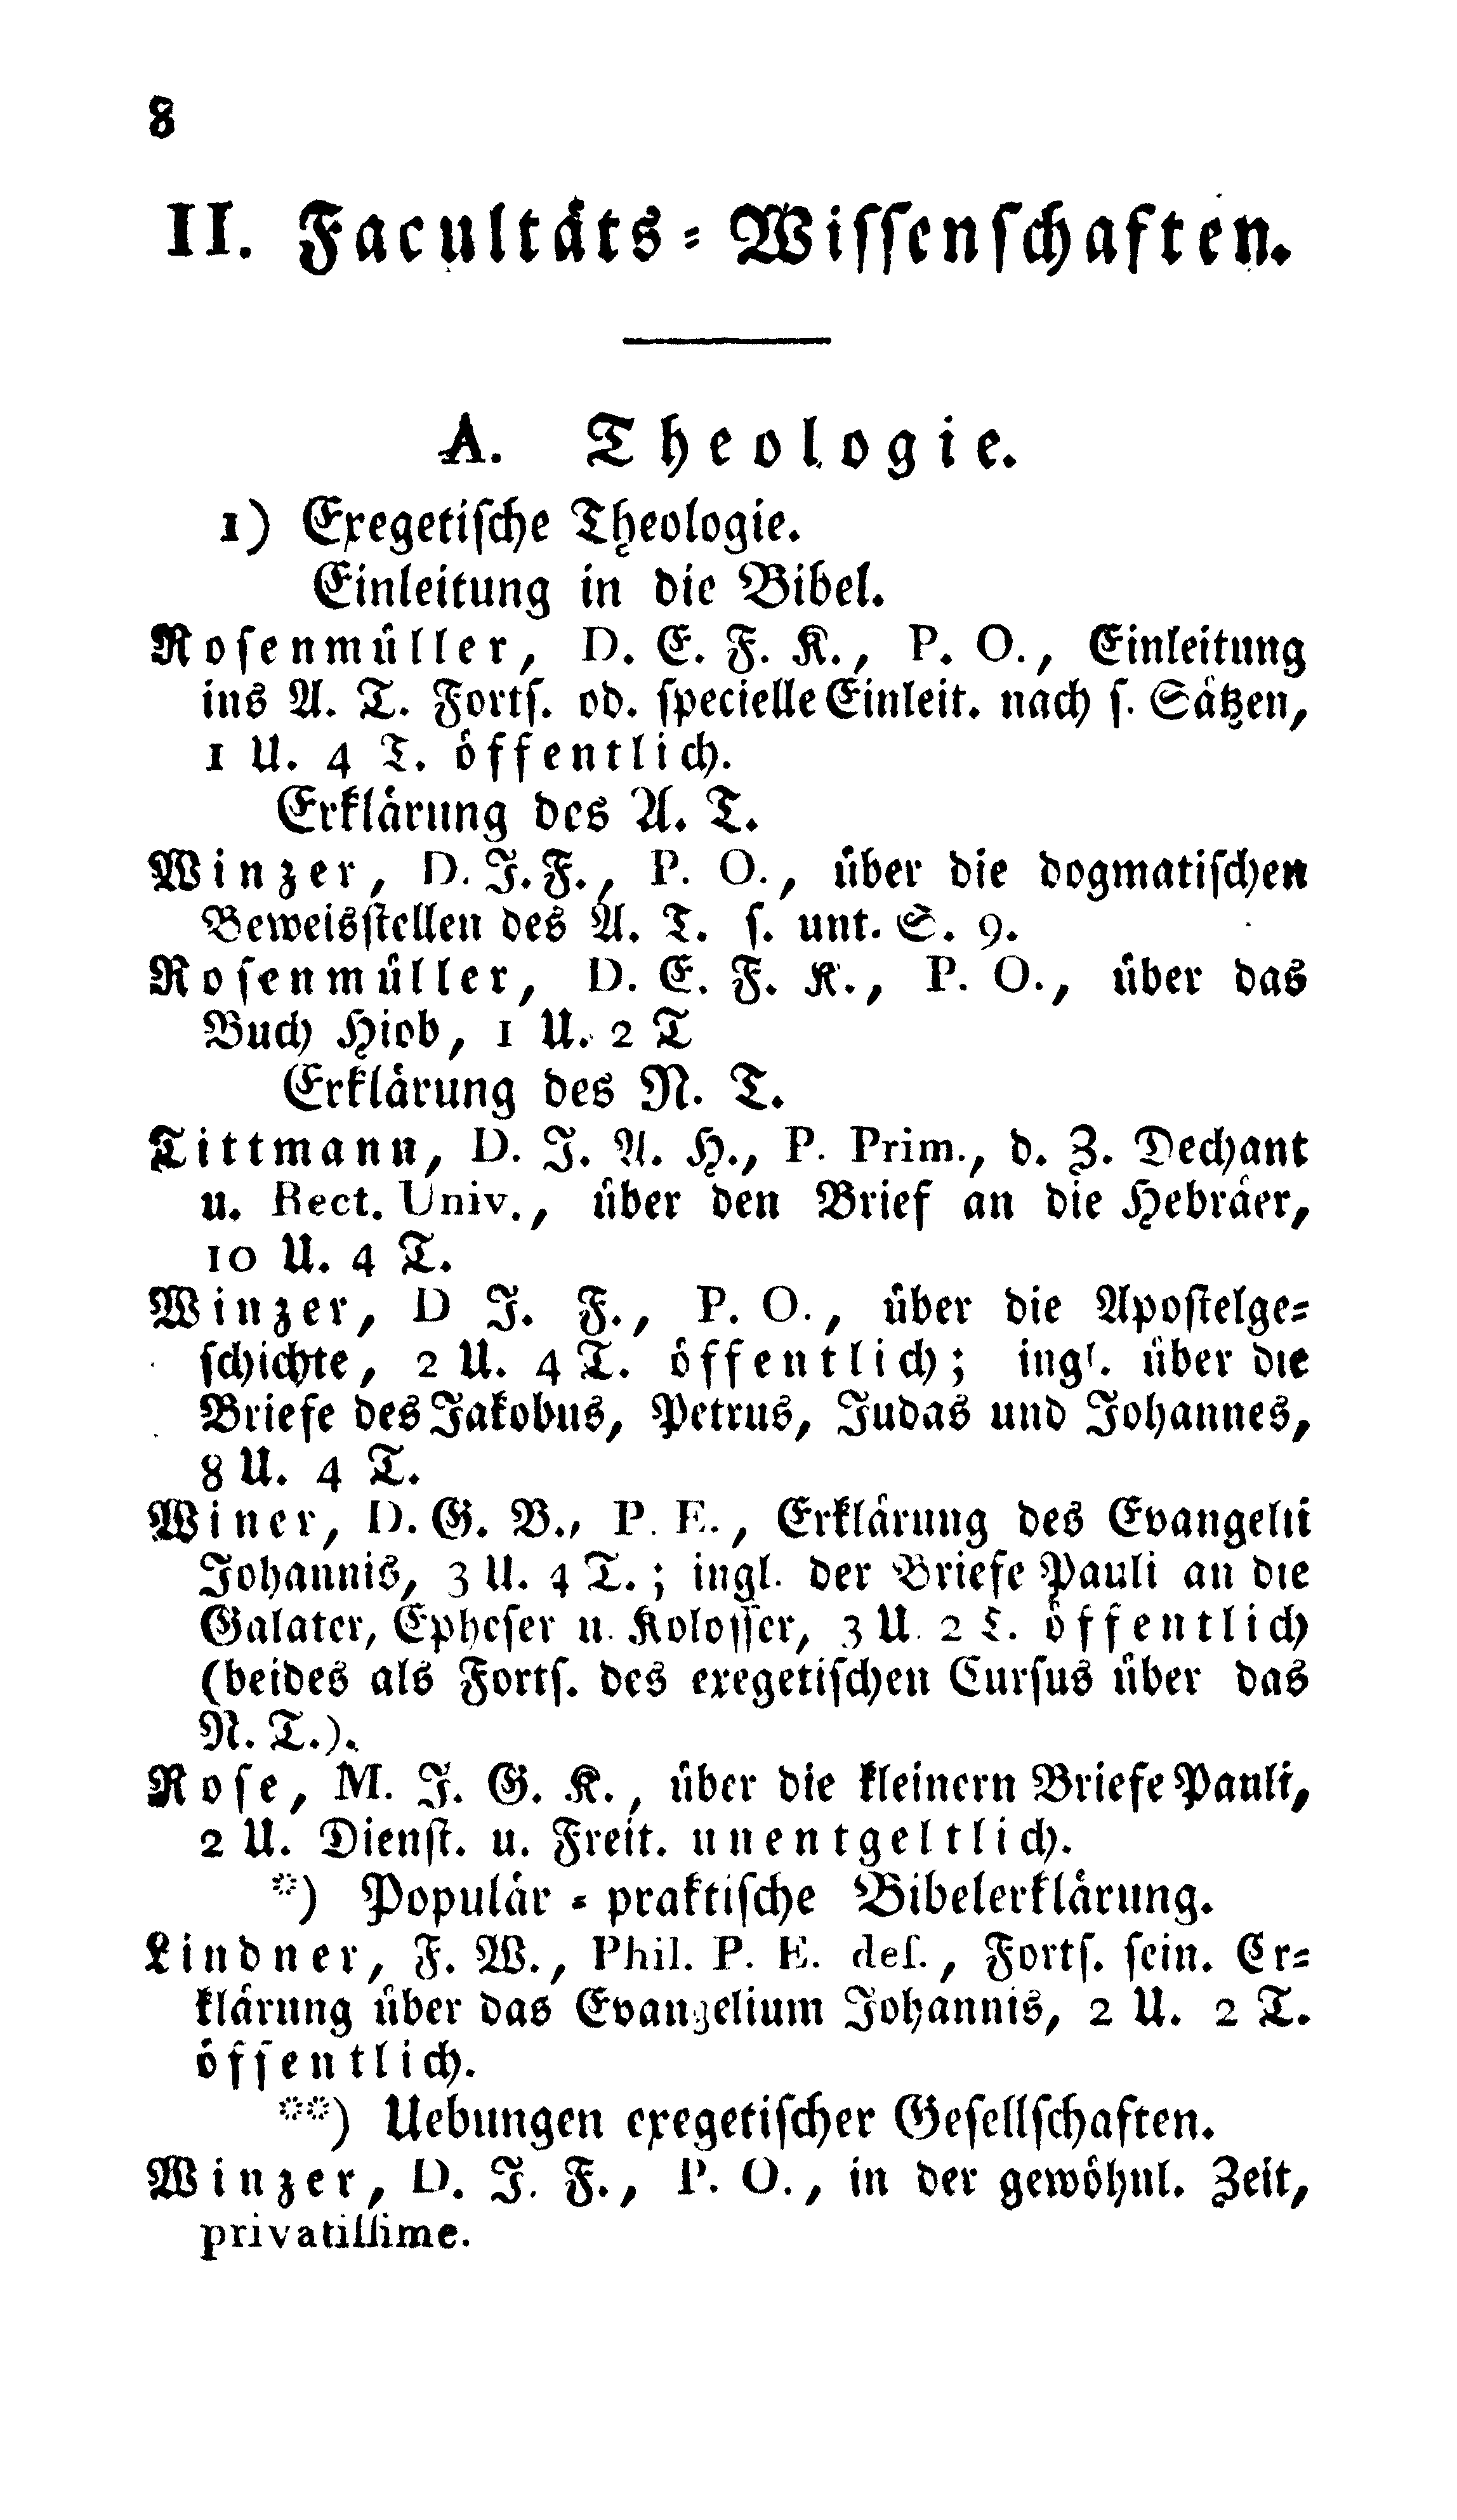 8
II. Facultäts-Wissenschaften.
A. Theologie.
1) Exegetische Theologie.
Einleitung in die Bibel.
Rosenmüller, D. E. F. K., P. O., Einleitung
ins A. T. Forts. od. specielle Einleit. nach s. Sätzen,
1 U. 4 T. öffentlich.
Erklärung des A. T.
Winzer, D. J. F., P. O., über die dogmatischen
Beweisstellen des A. T. s. unt. S. 9.
Rosenmüller, D. E. F. K., P. O., über das
Buch Hiob, 1 U. 2 T
Erklärung des N. T.
Tittmann, D. J. A. H., P. Prim., d. Z. Dechant
u. Rect. Univ., über den Brief an die Hebräer,
10 U. 4 T.
Winzer, D J. F., P. O., über die Apostelge-
schichte, 2 U. 4 T. öffentlich; ingl. über die
Briefe des Jakobus, Petrus, Judas und Johannes,
8 U. 4 T.
Winer, D. G. B., P. E., Erklärung des Evangelii
Johannis, 3 U. 4 T.; ingl. der Briefe Pauli an die
Galater, Epheser u. Kolosser, 3 U. 2 T. öffentlich
(beides als Forts. des exegetischen Cursus über das
N. T.).
Rose, M. J. G. K., über die kleinern Briefe Pauli,
2 U. Dienst. u. Freit. unentgeltlich.
*) Populär-praktische Bibelerklärung.
Lindner, F. W., Phil. P. E. des., Forts. sein. Er-
klärung über das Evangelium Johannis, 2 U. 2 T.
öffentlich.
**) Uebungen exegetischer Gesellschaften.
Winzer, D. J. F., P. O., in der gewöhnl. Zeit,
privatissime.